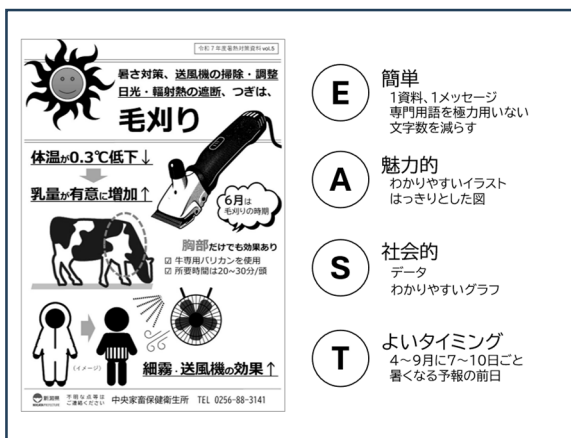 令和7年度暑熱対策資料 vol.5
暑さ対策、送風機の掃除・調整
日光・輻射熱の遮断、つぎは、
毛刈り
体温が0.3℃低下↓
乳量が有意に増加↑
6月は
毛刈りの時期
胸部だけでも効果あり
☑ 牛専用バリカンを使用
☑ 所要時間は20~30分/頭
(イメージ)
細霧・送風機の効果↑
新潟県
不明な点等は
ご連絡ください
中央家畜保健衛生所 TEL 0256-88-3141
E
簡単
1資料、1メッセージ
専門用語を極力用いない
文字数を減らす
A
魅力的
わかりやすいイラスト
はっきりとした図
S
社会的
データ
わかりやすいグラフ
T
よいタイミング
4~9月に7~10日ごと
暑くなる予報の前日